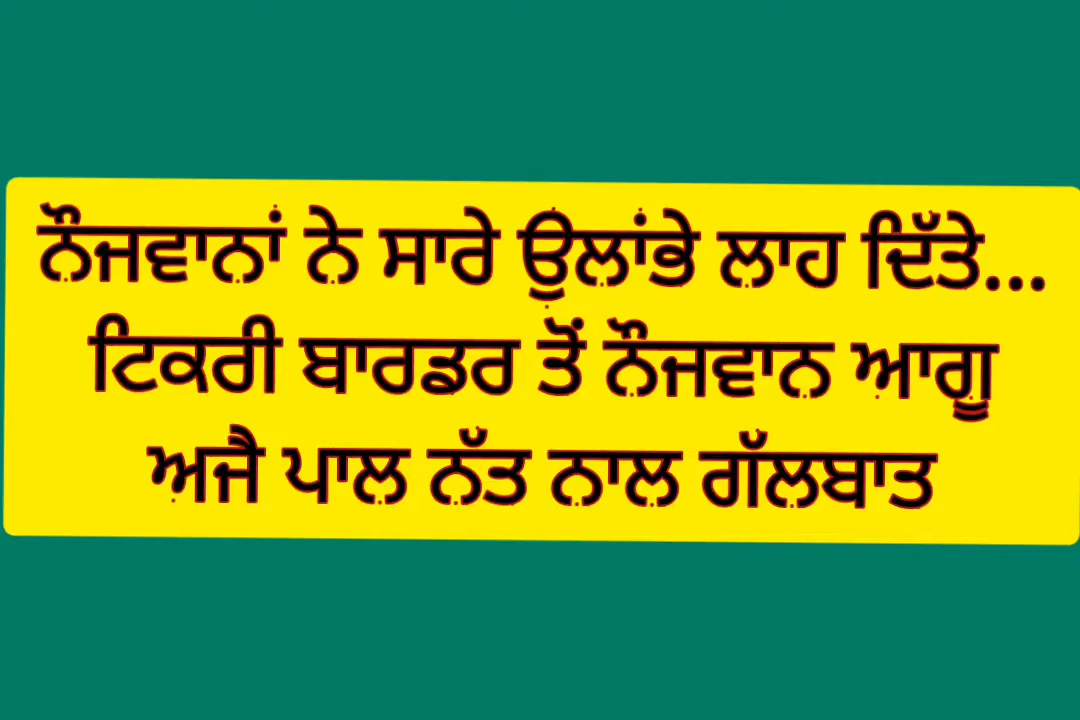 ਨੌਜਵਾਨਾਂ ਨੇ ਸਾਰੇ ਉਲਾਂਭੇ ਲਾਹ ਦਿੱਤੇ...
ਟਿਕਰੀ ਬਾਰਡਰ ਤੋਂ ਨੌਜਵਾਨ ਆਗੂ
ਅਜੈ ਪਾਲ ਨੱਤ ਨਾਲ ਗੱਲਬਾਤ